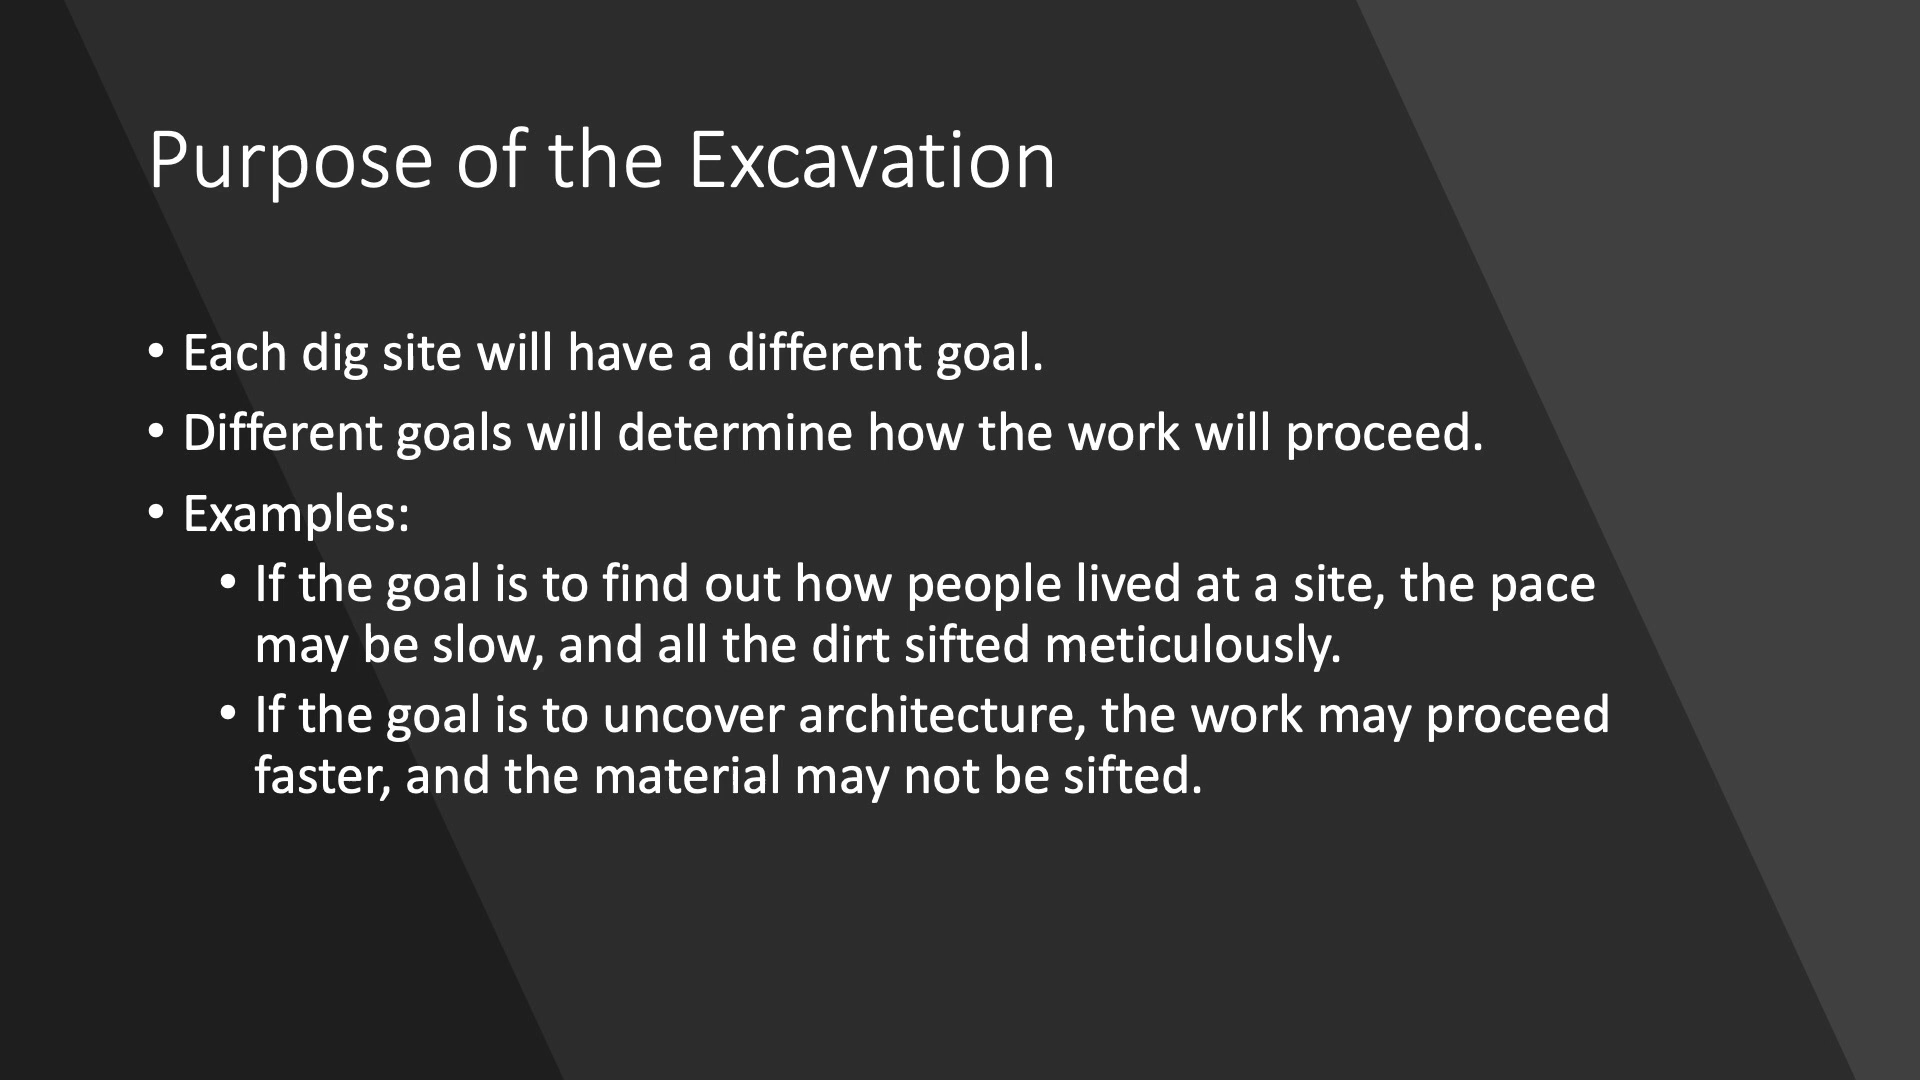 Purpose of the Excavation
• Each dig site will have a different goal.
• Different goals will determine how the work will proceed.
• Examples:
• If the goal is to find out how people lived at a site, the pace
may be slow, and all the dirt sifted meticulously.
• If the goal is to uncover architecture, the work may proceed
faster, and the material may not be sifted.